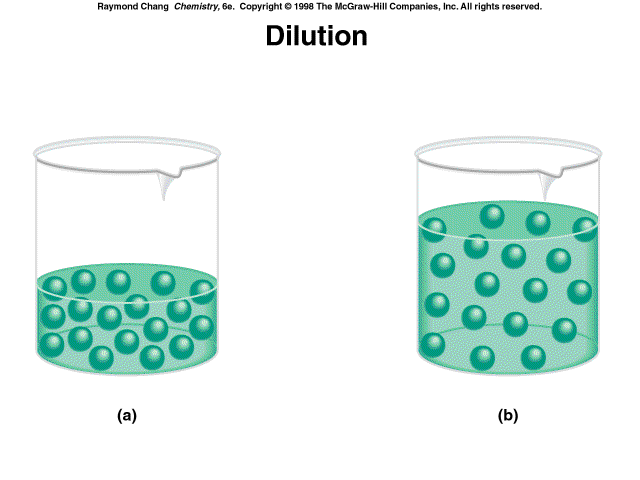 Raymond Chang Chemistry, 6e. Copyright © 1998 The McGraw-Hill Companies, Inc. All rights reserved.
Dilution
(a) (b)